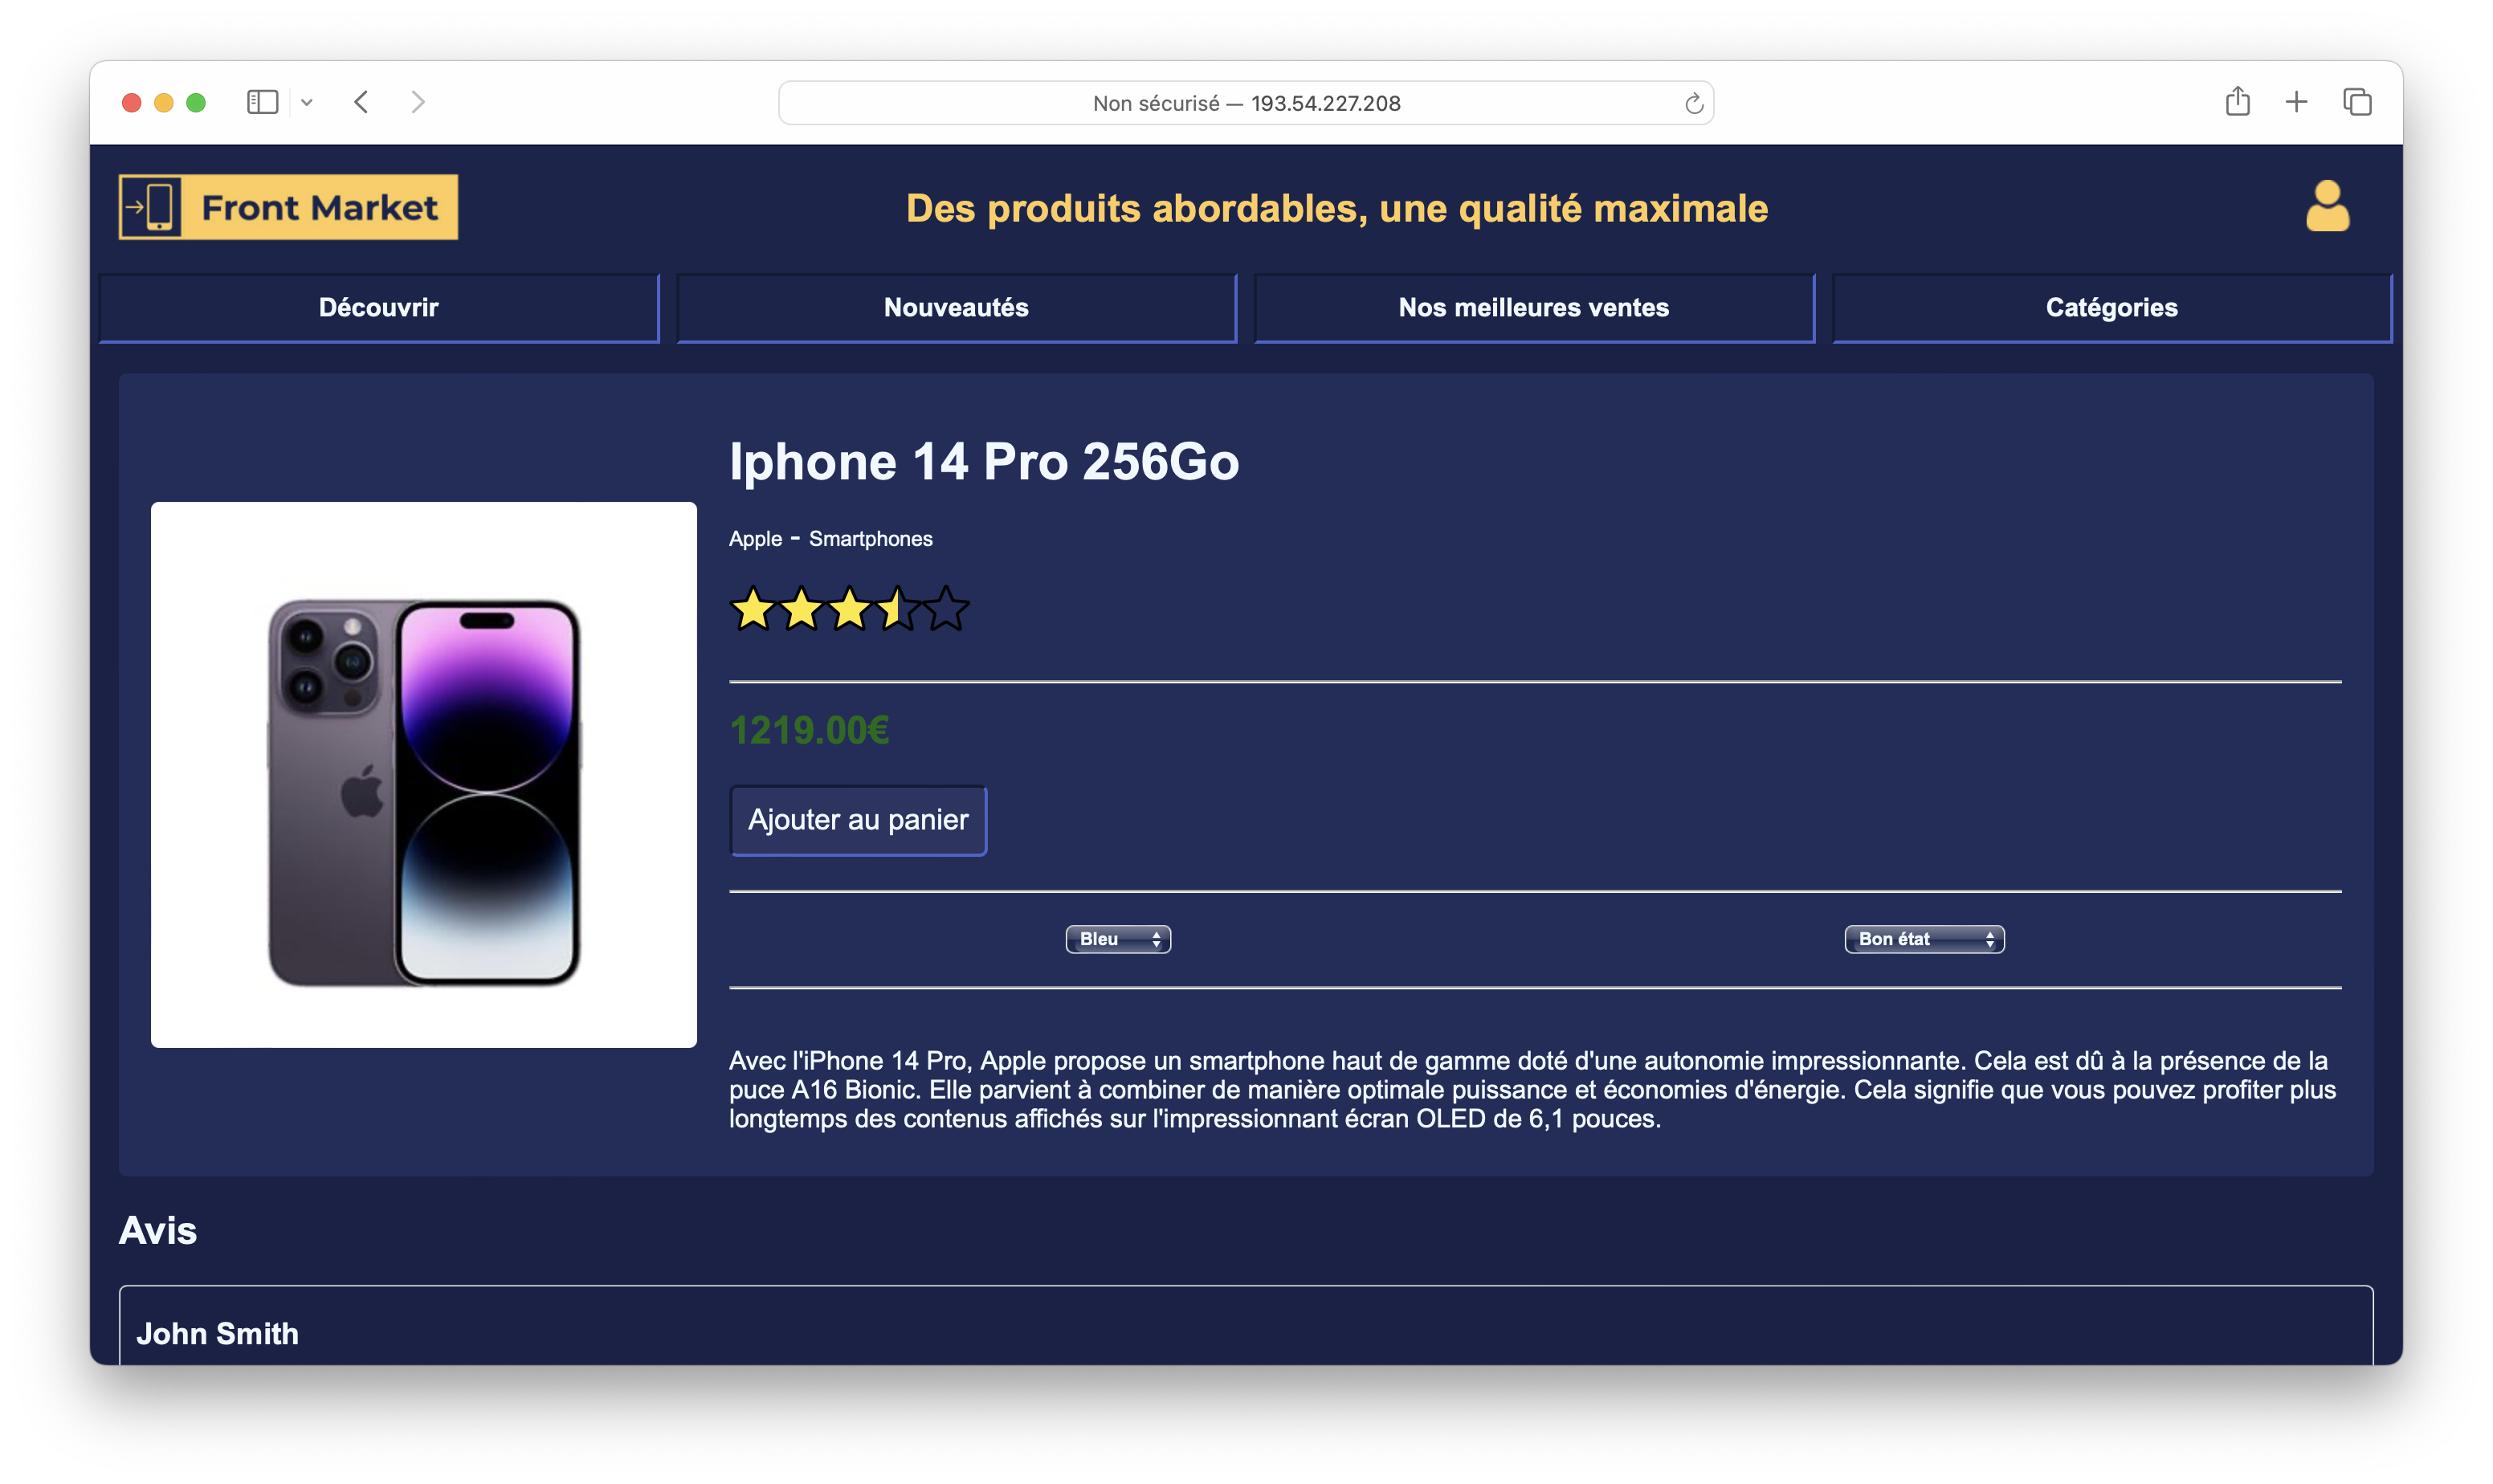 Non sécurisé — 193.54.227.208
Front Market
Des produits abordables, une qualité maximale
Découvrir
Nouveautés
Nos meilleures ventes
Catégories
Iphone 14 Pro 256Go
Apple - Smartphones
1219.00€
Ajouter au panier
Bleu
Bon état
Avec l'iPhone 14 Pro, Apple propose un smartphone haut de gamme doté d'une autonomie impressionnante. Cela est dû à la présence de la
puce A16 Bionic. Elle parvient à combiner de manière optimale puissance et économies d'énergie. Cela signifie que vous pouvez profiter plus
longtemps des contenus affichés sur l'impressionnant écran OLED de 6,1 pouces.
Avis
John Smith